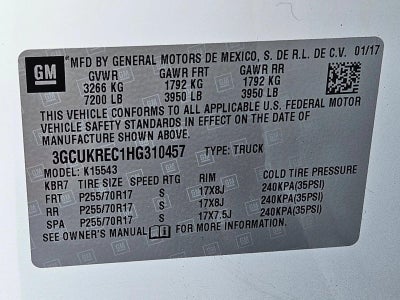 GM
*MFD BY GENERAL MOTORS DE MEXICO, S. DE R.L. DE C.V. 01/17
GVWR GAWR FRT GAWR RR
3266 KG 1792 KG 1792 KG
7200 LB 3950 LB 3950 LB
THIS VEHICLE CONFORMS TO ALL APPLICABLE U.S. FEDERAL MOTOR
VEHICLE SAFETY STANDARDS IN EFFECT ON THE DATE OF
MANUFACTURE SHOWN ABOVE.
3GCUKREC1HG310457 TYPE: TRUCK
MODEL: K15543
KBR7 TIRE SIZE SPEED RTG RIM COLD TIRE PRESSURE
FRT P255/70R17 S 17X8J 240KPA(35PSI)
RR P255/70R17 S 17X8J 240KPA(35PSI)
SPA P255/70R17 S 17X7.5J 240KPA(35PSI)
SEE OWNER'S MANUAL FOR MORE INFORMATION.